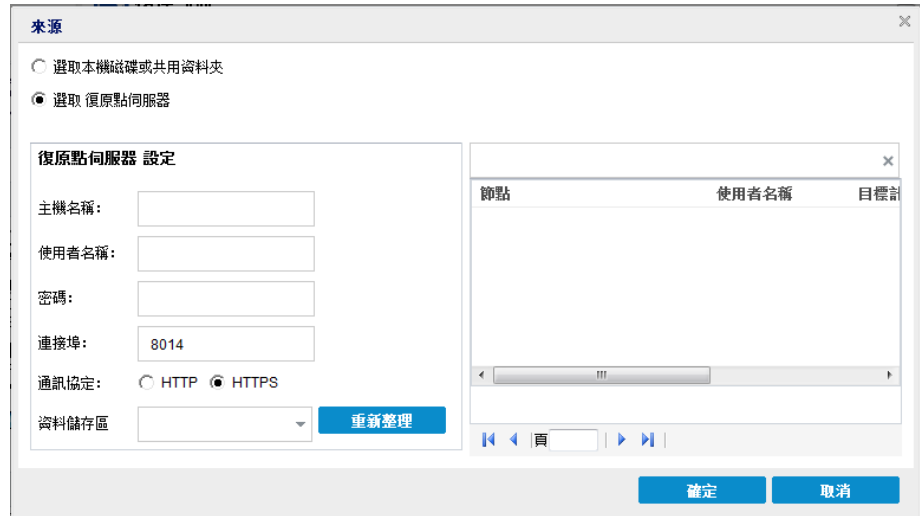 來源
選取本機磁碟或共用資料夾
選取 復原點伺服器
復原點伺服器 設定
主機名稱:
使用者名稱:
密碼:
連接埠: 8014
通訊協定: HTTP HTTPS
資料儲存區 重新整理
節點 使用者名稱 目標計
頁
確定 取消